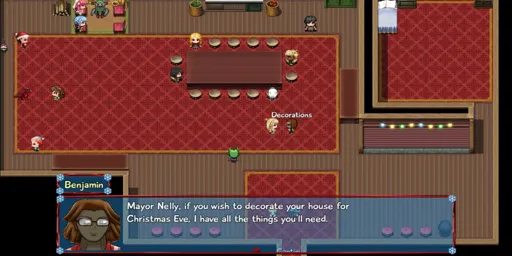 Decorations
Benjamin
Mayor Nelly, if you wish to decorate your house for
Christmas Eve, I have all the things you'll need.